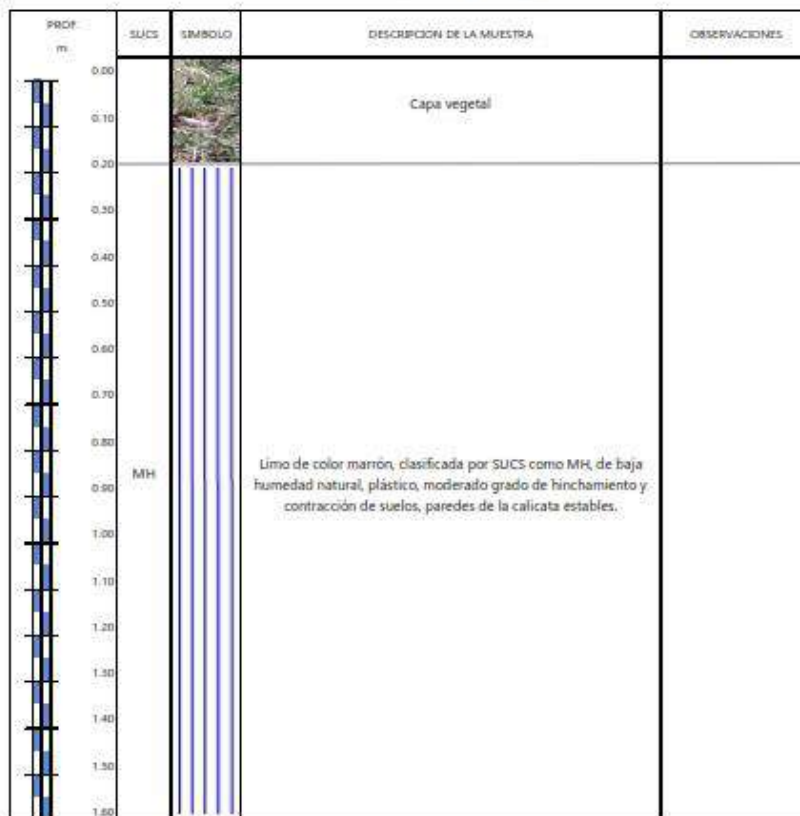 PROF.
m
SUCS
SIMBOLO
DESCRIPCION DE LA MUESTRA
OBSERVACIONES
0.00
Capa vegetal
0.10
0.20
0.30
0.40
0.50
0.60
0.70
0.80
MH
Limo de color marrón, clasificada por SUCS como MH, de baja
humedad natural, plástico, moderado grado de hinchamiento y
contracción de suelos, paredes de la calicata estables.
0.90
1.00
1.10
1.20
1.30
1.40
1.50
1.60